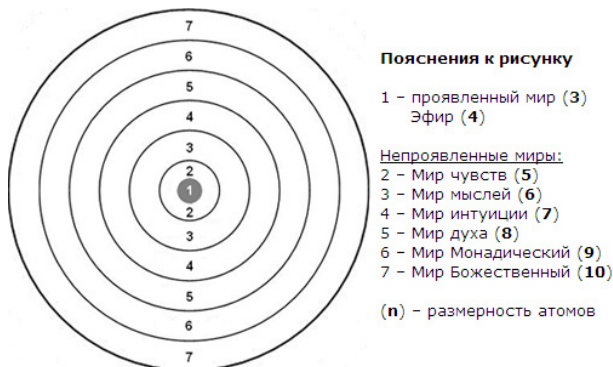 7
6
5
4
3
2
1
2
3
4
5
6
7
Пояснения к рисунку
1 – проявленный мир (3)
Эфир (4)
Непроявленные миры:
2 – Мир чувств (5)
3 – Мир мыслей (6)
4 – Мир интуиции (7)
5 – Мир духа (8)
6 – Мир Монадический (9)
7 – Мир Божественный (10)
(n) – размерность атомов